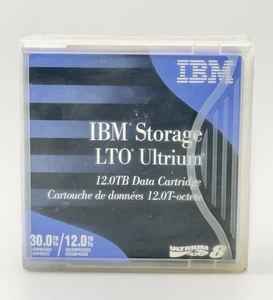 IBM
IBM® Storage
LTO® Ultrium
12.0TB Data Cartridge
Cartouche de données 12.0T-octets
30.0TB/12.0TB
ULTRIUM
LTO 8